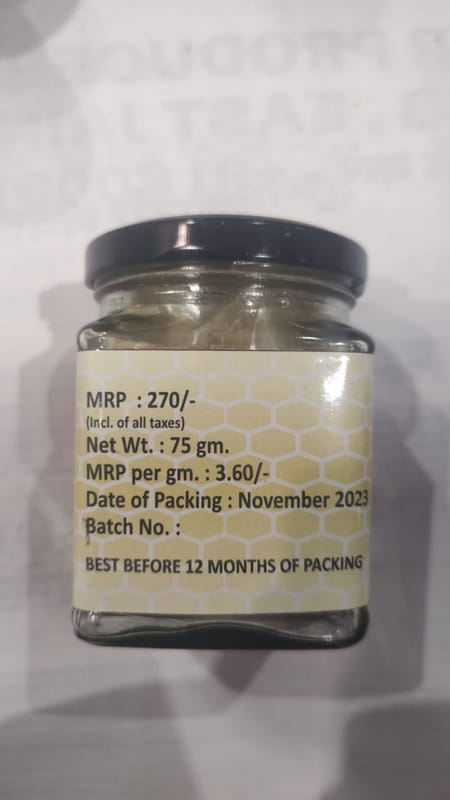 MRP : 270/-
(Incl. of all taxes)
Net Wt. : 75 gm.
MRP per gm. : 3.60/-
Date of Packing : November 2023
Batch No. :
BEST BEFORE 12 MONTHS OF PACKING